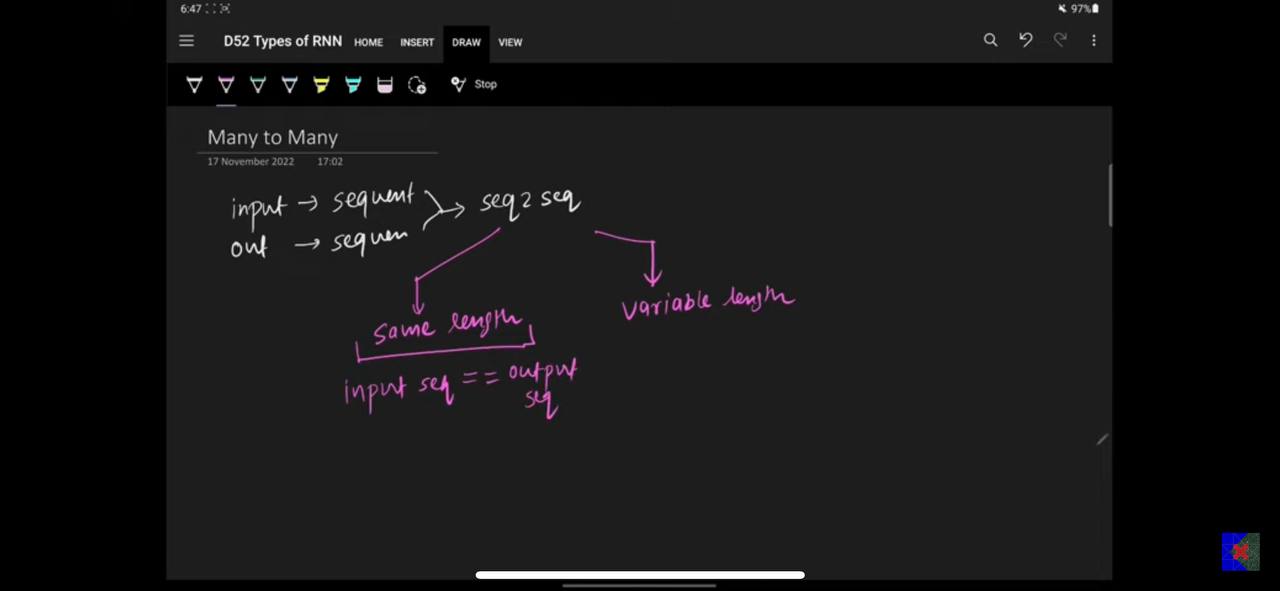 6:47 97%
D52 Types of RNN HOME INSERT DRAW VIEW
Stop
Many to Many
17 November 2022 17:02
input → sequent
out → sequen
→ seq2seq
same length
variable length
input seq == output
seq